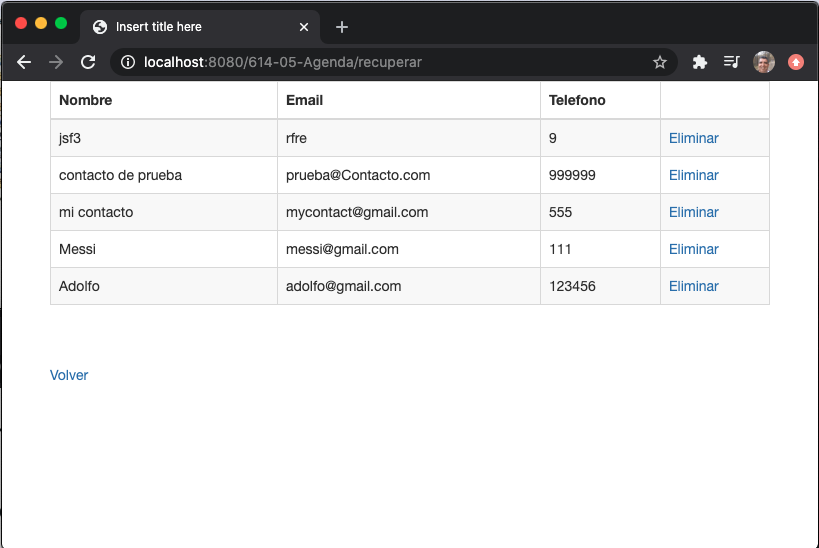 Insert title here
localhost:8080/614-05-Agenda/recuperar
Nombre Email Telefono
jsf3 rfre 9 Eliminar
contacto de prueba prueba@Contacto.com 999999 Eliminar
mi contacto mycontact@gmail.com 555 Eliminar
Messi messi@gmail.com 111 Eliminar
Adolfo adolfo@gmail.com 123456 Eliminar
Volver